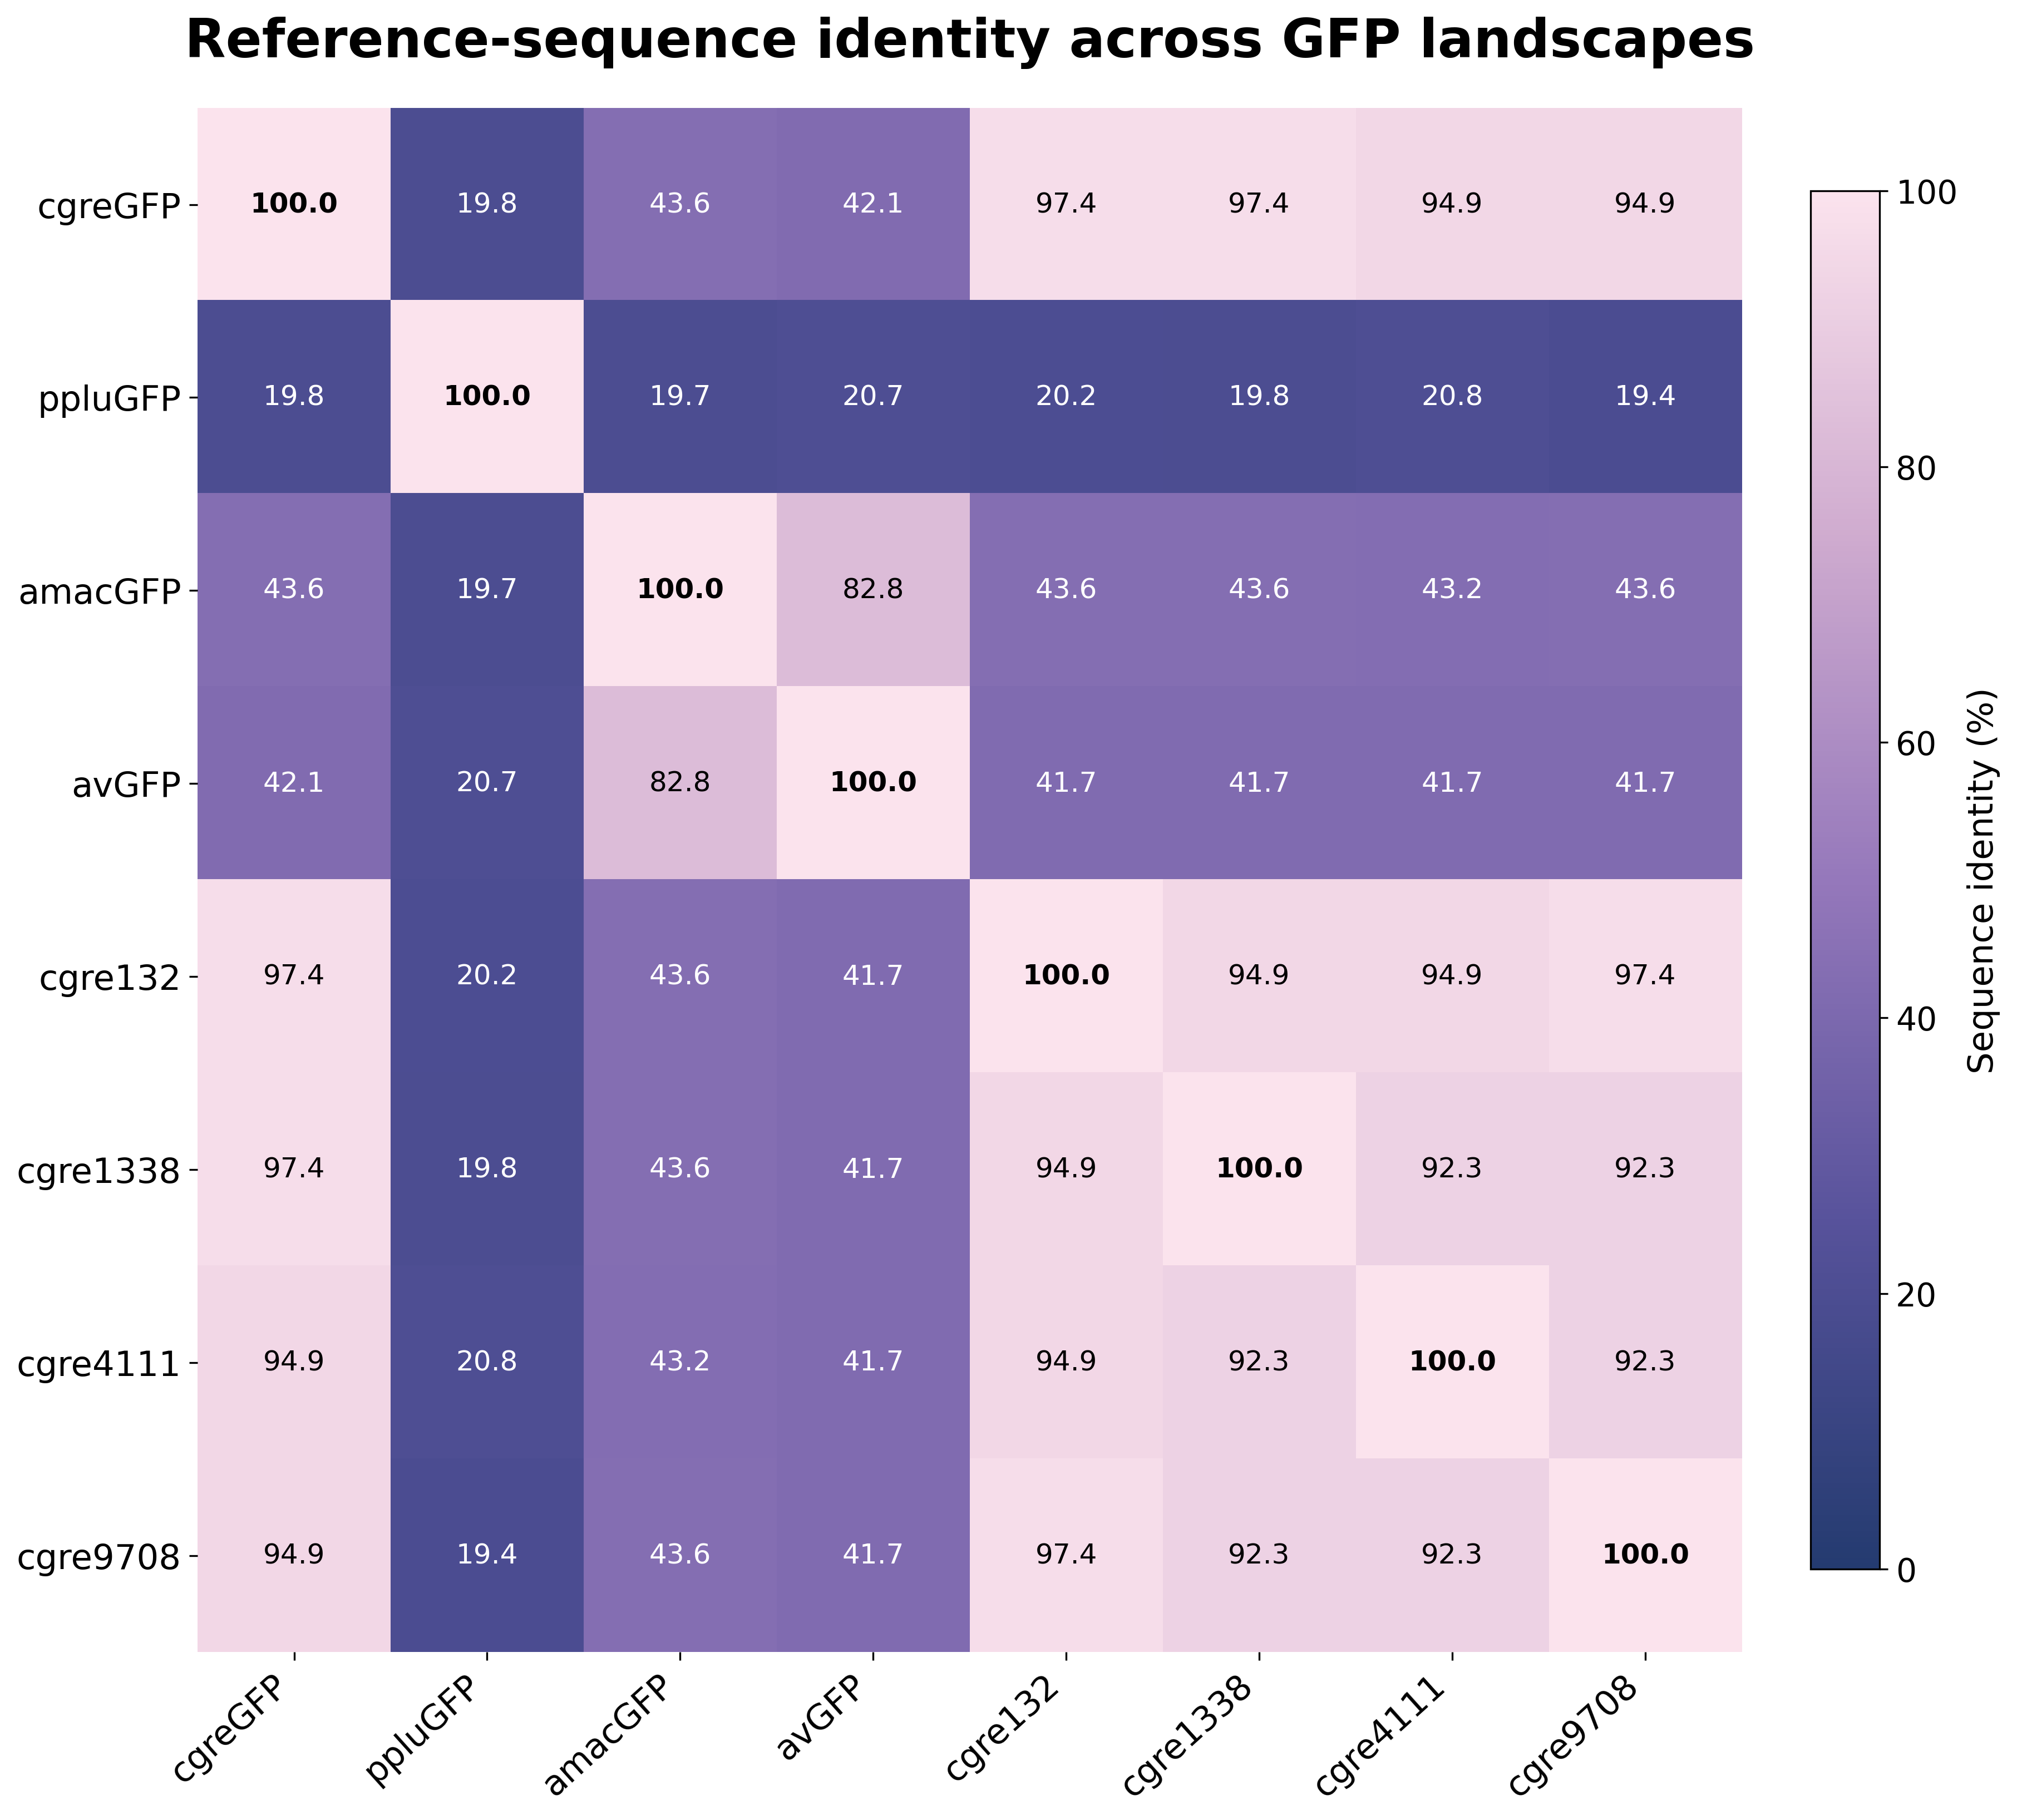 Reference-sequence identity across GFP landscapes
cgreGFP 100.0 19.8 43.6 42.1 97.4 97.4 94.9 94.9
ppluGFP 19.8 100.0 19.7 20.7 20.2 19.8 20.8 19.4
amacGFP 43.6 19.7 100.0 82.8 43.6 43.6 43.2 43.6
avGFP 42.1 20.7 82.8 100.0 41.7 41.7 41.7 41.7
cgre132 97.4 20.2 43.6 41.7 100.0 94.9 94.9 97.4
cgre1338 97.4 19.8 43.6 41.7 94.9 100.0 92.3 92.3
cgre4111 94.9 20.8 43.2 41.7 94.9 92.3 100.0 92.3
cgre9708 94.9 19.4 43.6 41.7 97.4 92.3 92.3 100.0
cgreGFP ppluGFP amacGFP avGFP cgre132 cgre1338 cgre4111 cgre9708
100
80
60
40
20
0
Sequence identity (%)